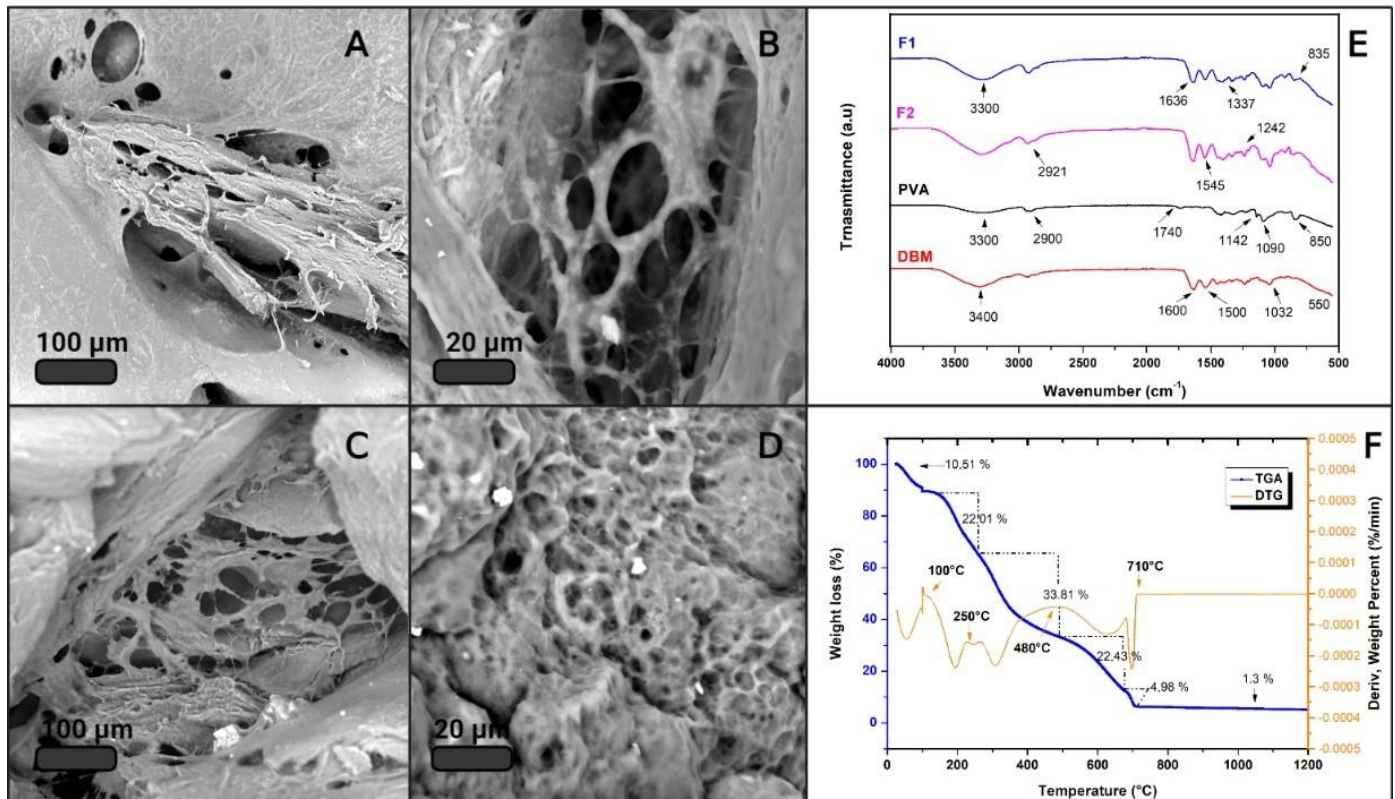 A
100 µm
B
20 µm
E
F1
835
3300
1636
1337
F2
1242
2921
1545
PVA
3300
2900
1740
1142
1090
850
DBM
3400
1600
1500
1032
550
Trnasmittance (a.u)
4000 3500 3000 2500 2000 1500 1000 500
Wavenumber (cm-1)
C
100 µm
D
20 µm
F
TGA
DTG
10.51 %
22.01 %
33.81 %
22.43 %
4.98 %
1.3 %
100°C
250°C
480°C
710°C
Weight loss (%)
100
80
60
40
20
0
0 200 400 600 800 1000 1200
Temperature (°C)
0.0005
0.0004
0.0003
0.0002
0.0001
0.0000
-0.0001
-0.0002
-0.0003
-0.0004
-0.0005
Deriv, Weight Percent (%/min)